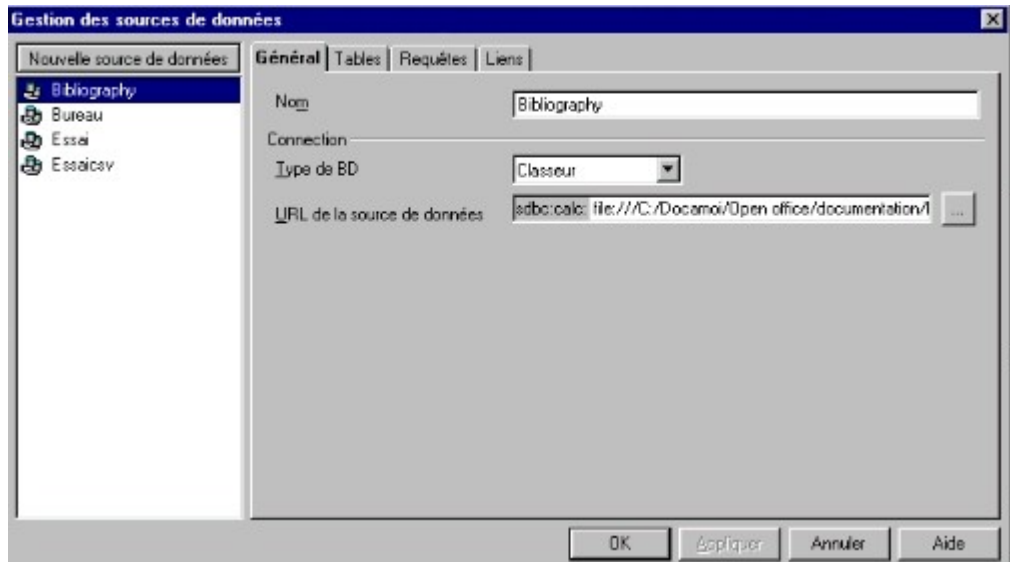 Gestion des sources de données
Nouvelle source de données
Bibliography
Bureau
Essai
Essaicsv
Général Tables Requêtes Liens
Nom Bibliography
Connection
Type de BD Classeur
URL de la source de données sdbc:calc: file:///C:/Docamoi/Open office/documentation/ ...
OK Appliquer Annuler Aide